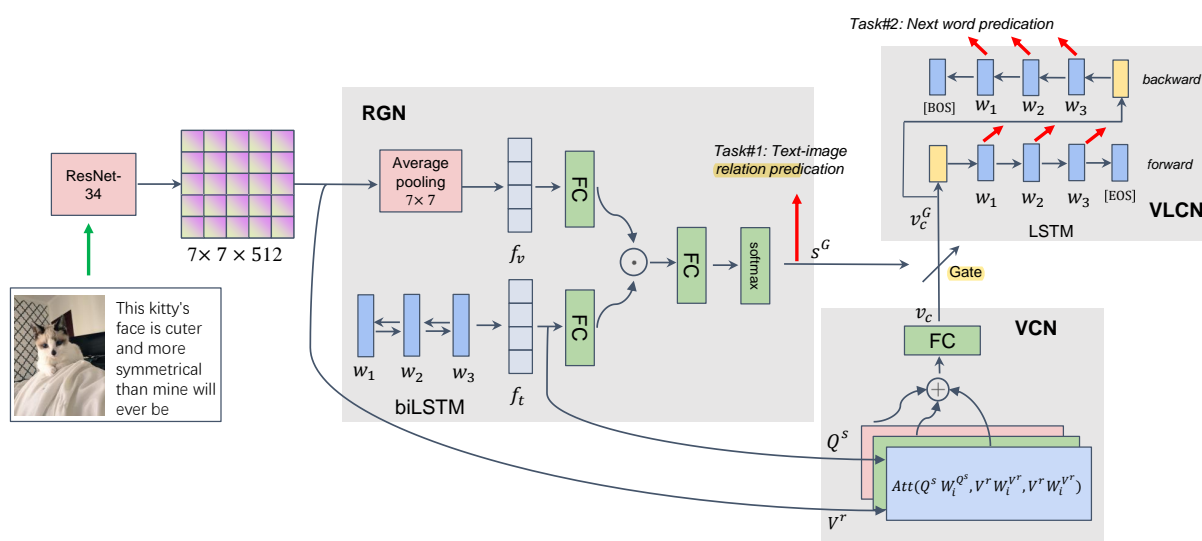 Task#2: Next word predication
backward
[BOS]
w₁
w₂
w₃
forward
w₁
w₂
w₃
[EOS]
v_c^G
LSTM
VLCN
RGN
ResNet-
34
7× 7 ×512
Average
pooling
7× 7
f_v
FC
Task#1: Text-image
relation predication
FC
softmax
s^G
Gate
This kitty's
face is cuter
and more
symmetrical
than mine will
ever be
w₁
w₂
w₃
biLSTM
f_t
FC
v_c
VCN
FC
Q^s
Att(Q^s W_i^{Q^s}, V^r W_i^{V^r}, V^r W_i^{V^r})
V^r